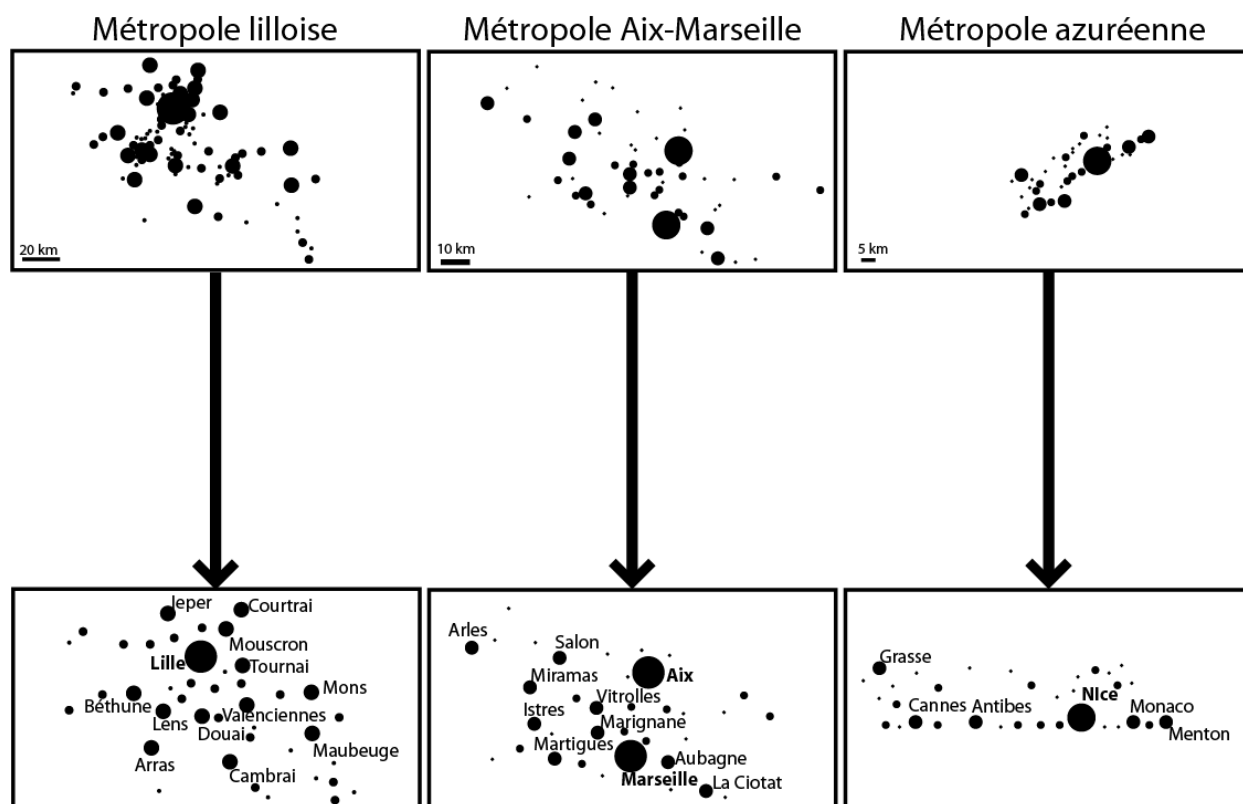 Métropole lilloise
Métropole Aix-Marseille
Métropole azuréenne
20 km
10 km
5 km
Ieper
Courtrai
Mouscron
Lille
Tournai
Mons
Béthune
Lens
Valenciennes
Douai
Maubeuge
Arras
Cambrai
Arles
Salon
Aix
Miramas
Vitrolles
Istres
Marignane
Martigues
Aubagne
Marseille
La Ciotat
Grasse
NIce
Cannes
Antibes
Monaco
Menton